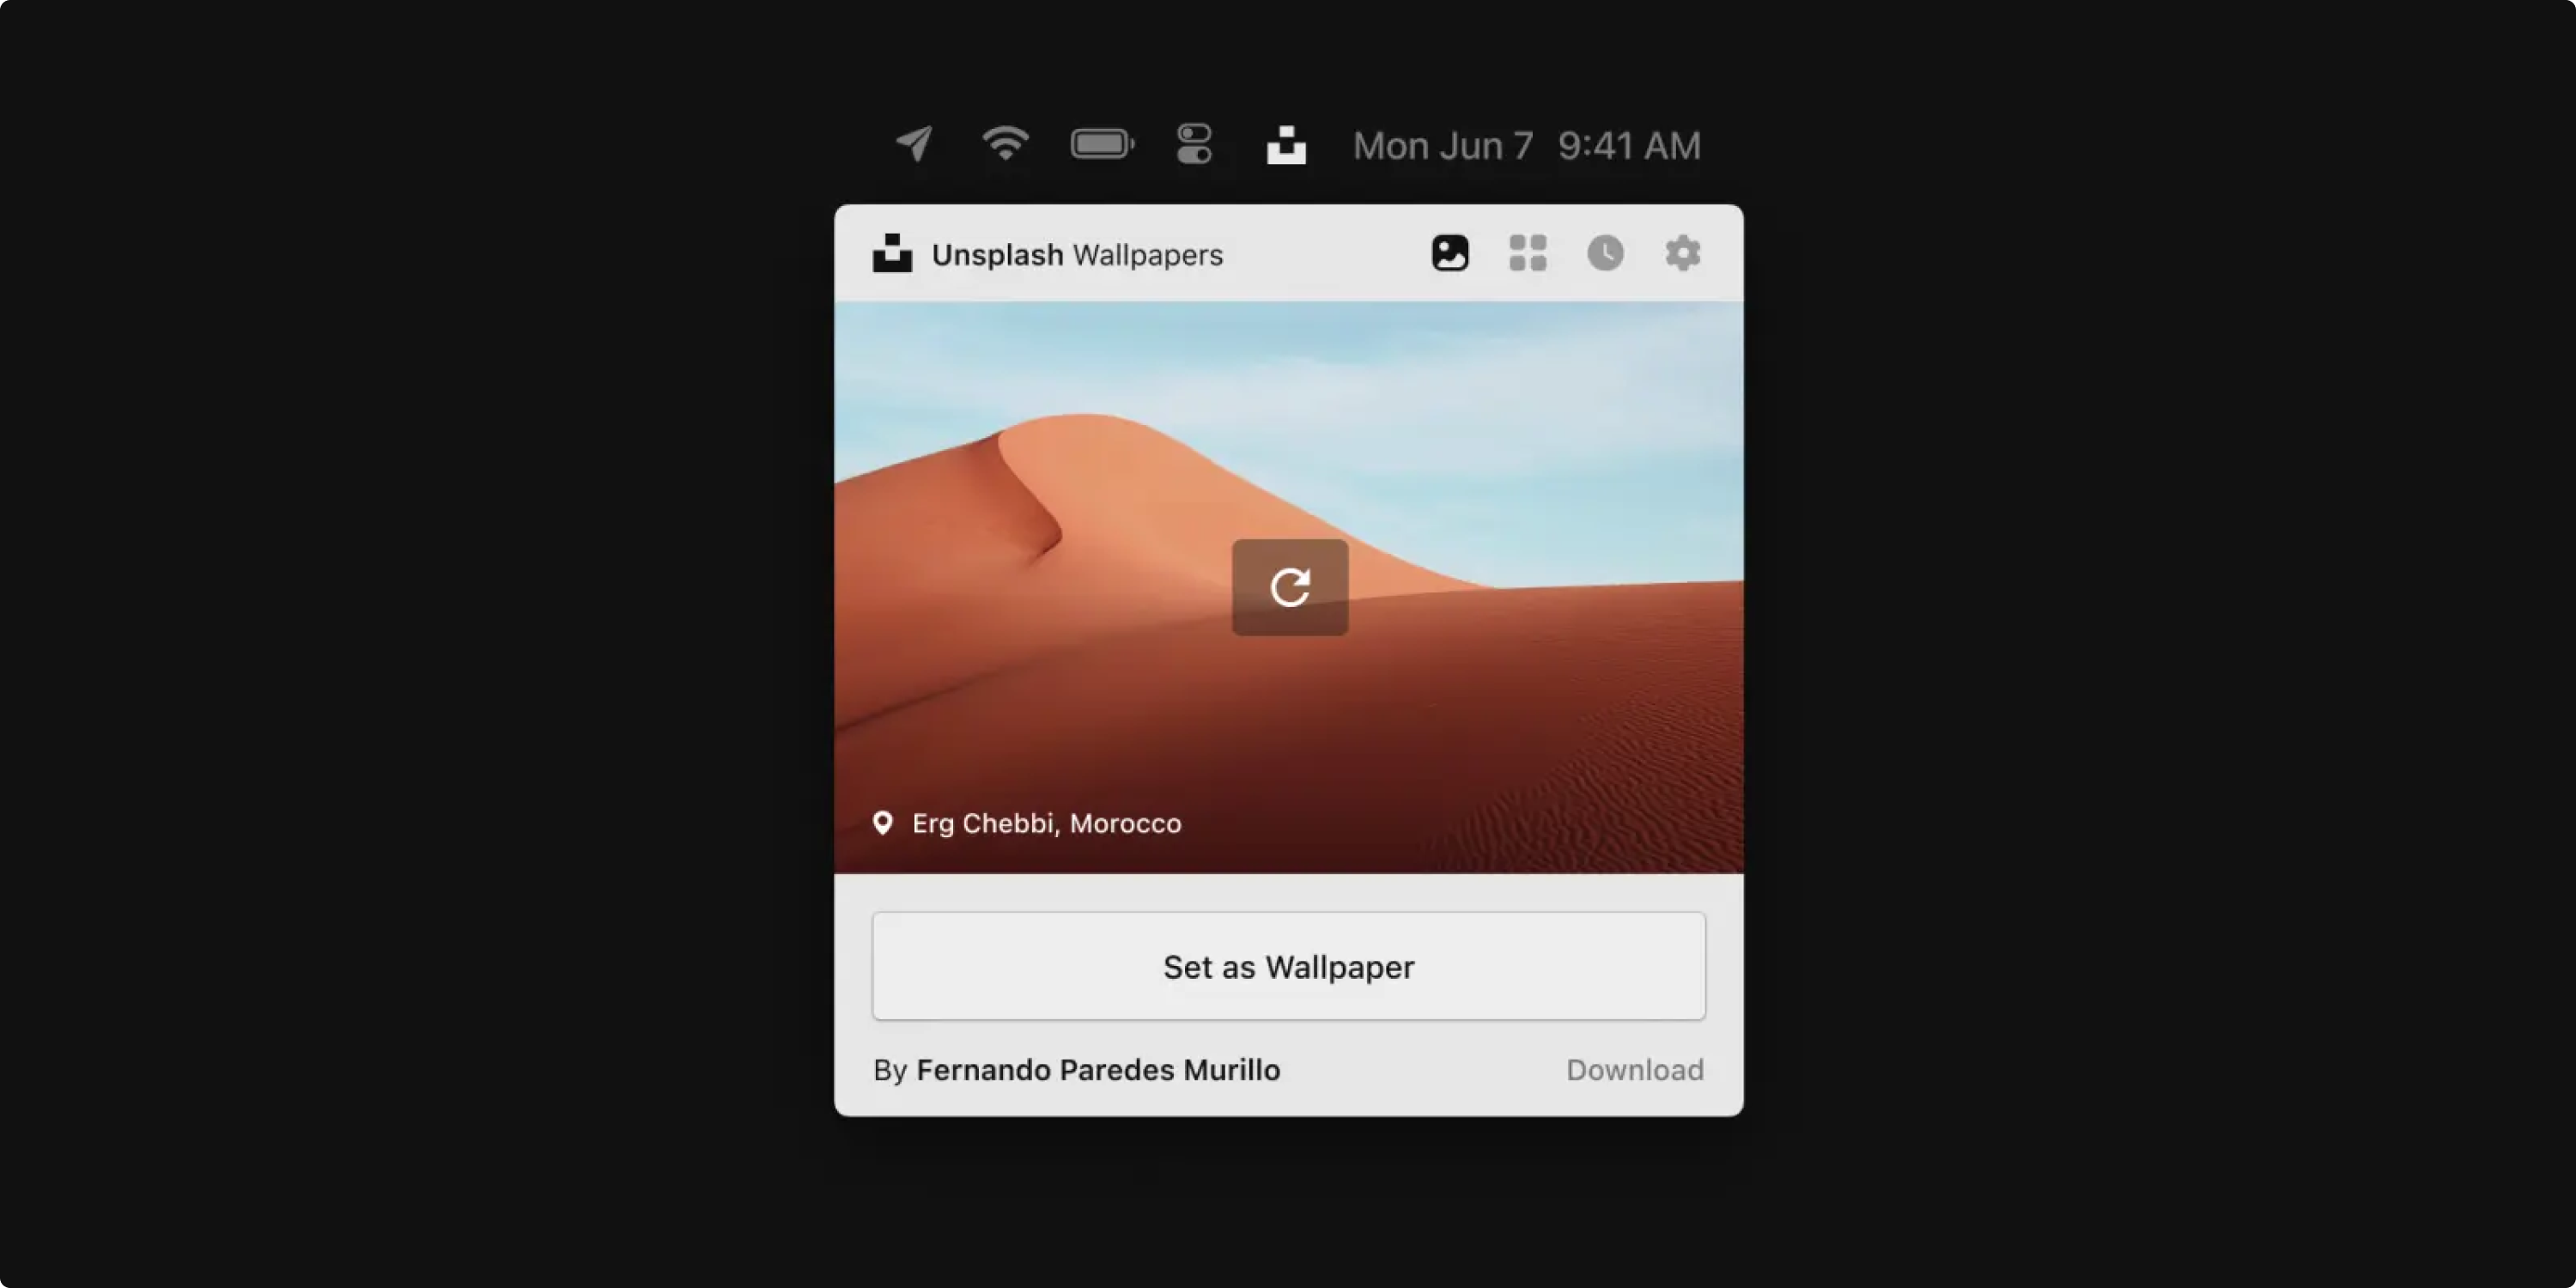 Mon Jun 7 9:41 AM
Unsplash Wallpapers
Erg Chebbi, Morocco
Set as Wallpaper
By Fernando Paredes Murillo
Download